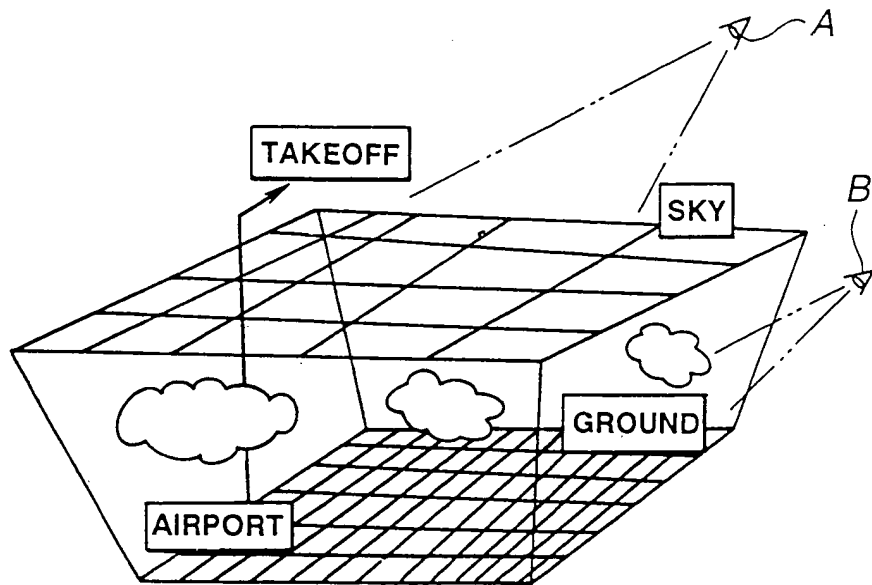 A
TAKEOFF
B
SKY
GROUND
AIRPORT